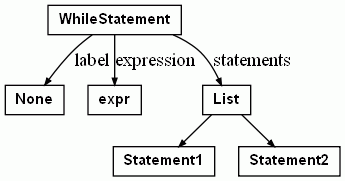 WhileStatement
label expression statements
None expr List
Statement1 Statement2